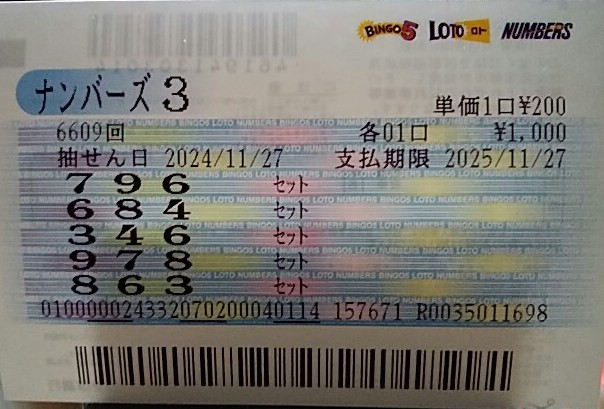 BINGO5 LOTO ロト NUMBERS
ナンバーズ3
単価1口¥200
6609回 各01口 ¥1,000
抽せん日 2024/11/27 支払期限 2025/11/27
796 セット
684 セット
346 セット
978 セット
863 セット
010000024332070200040114 157671 R0035011698